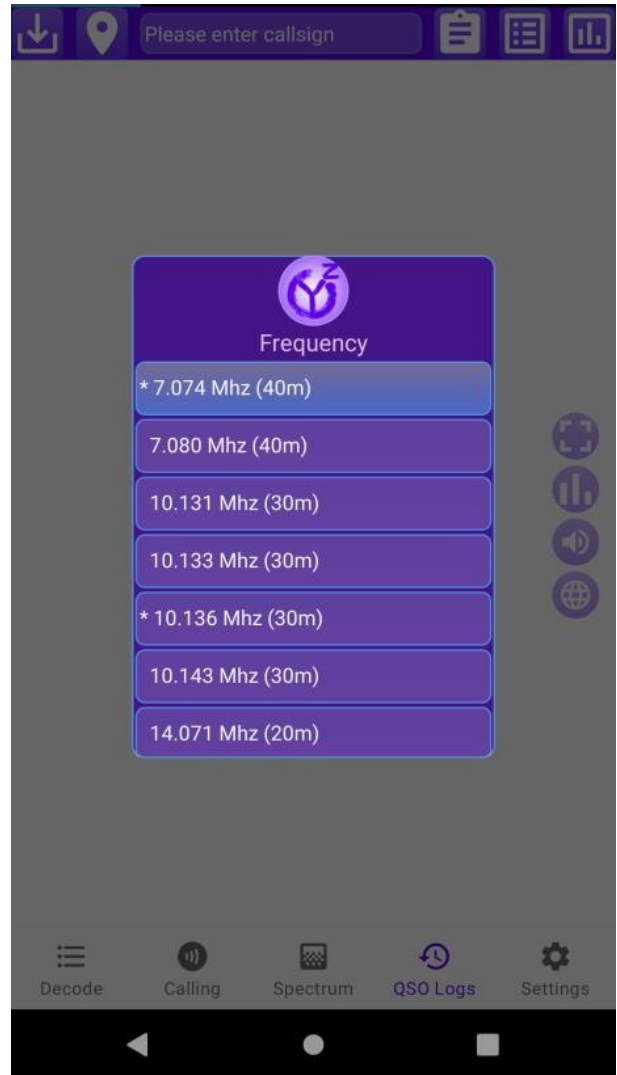 Please enter callsign
Frequency
* 7.074 Mhz (40m)
7.080 Mhz (40m)
10.131 Mhz (30m)
10.133 Mhz (30m)
* 10.136 Mhz (30m)
10.143 Mhz (30m)
14.071 Mhz (20m)
Decode Calling Spectrum QSO Logs Settings